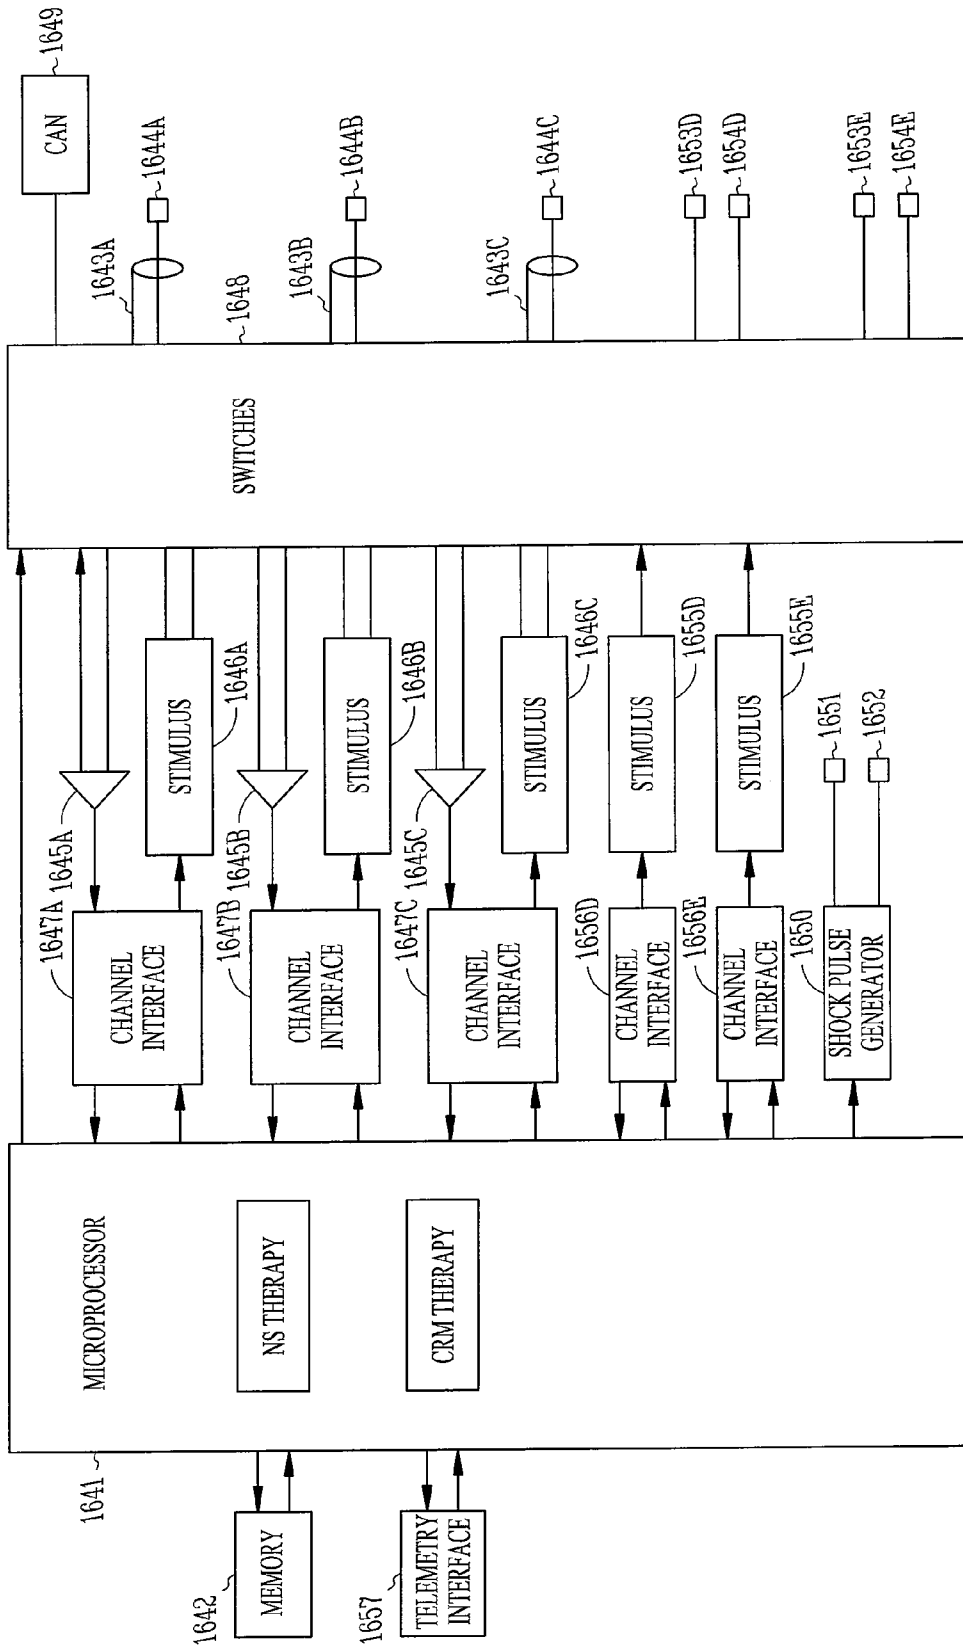 1641
MICROPROCESSOR
NS THERAPY
CRM THERAPY
1642
MEMORY
1657
TELEMETRY
INTERFACE
1647A
CHANNEL
INTERFACE
1645A
STIMULUS
1646A
1647B
CHANNEL
INTERFACE
1645B
STIMULUS
1646B
1647C
CHANNEL
INTERFACE
1645C
STIMULUS
1646C
1656D
CHANNEL
INTERFACE
STIMULUS
1655D
1656E
CHANNEL
INTERFACE
STIMULUS
1655E
1650
SHOCK PULSE
GENERATOR
1651
1652
SWITCHES
1648
CAN
1649
1643A
1644A
1643B
1644B
1643C
1644C
1653D
1654D
1653E
1654E